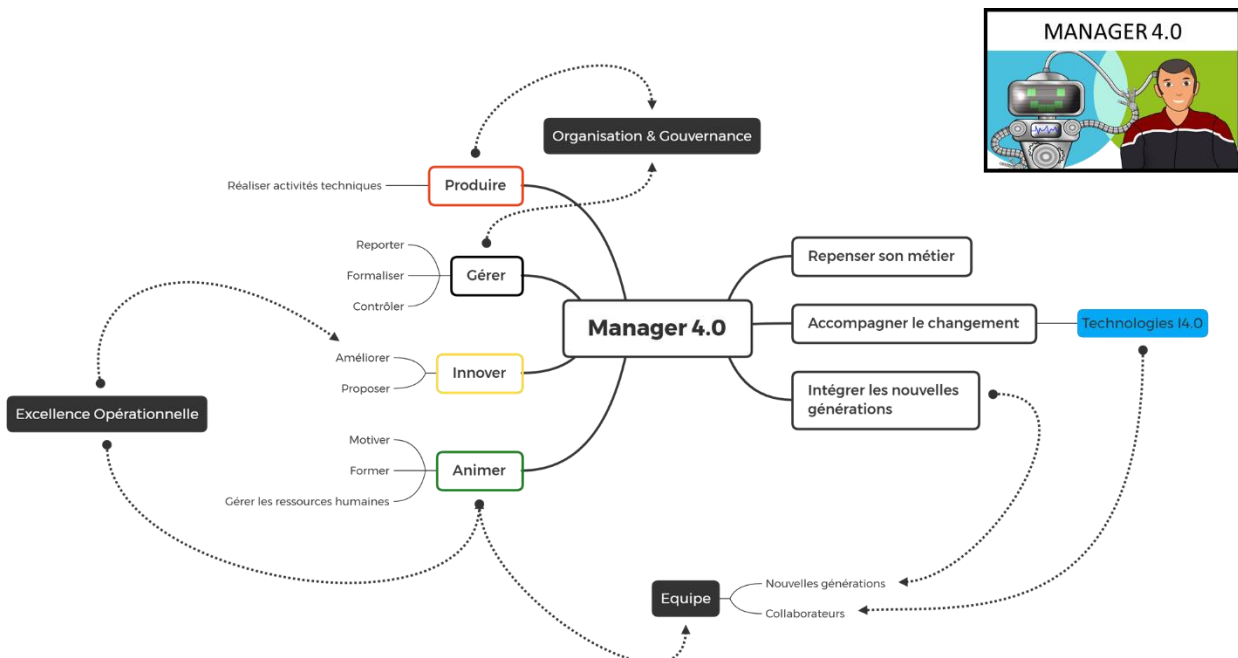 MANAGER 4.0
Organisation & Gouvernance
Produire
Réaliser activités techniques
Gérer
Reporter
Formaliser
Contrôler
Innover
Améliorer
Proposer
Excellence Opérationnelle
Animer
Motiver
Former
Gérer les ressources humaines
Manager 4.0
Repenser son métier
Accompagner le changement
Technologies I4.0
Intégrer les nouvelles
générations
Equipe
Nouvelles générations
Collaborateurs